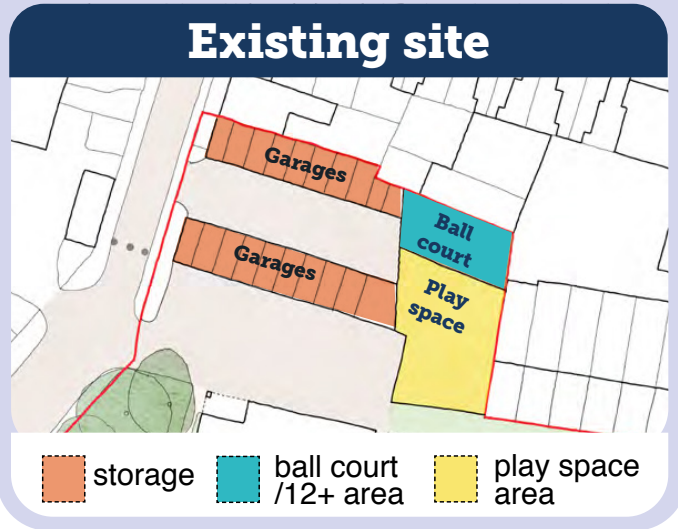 Existing site
Garages
Ball
court
Garages
Play
space
storage
ball court
/12+ area
play space
area